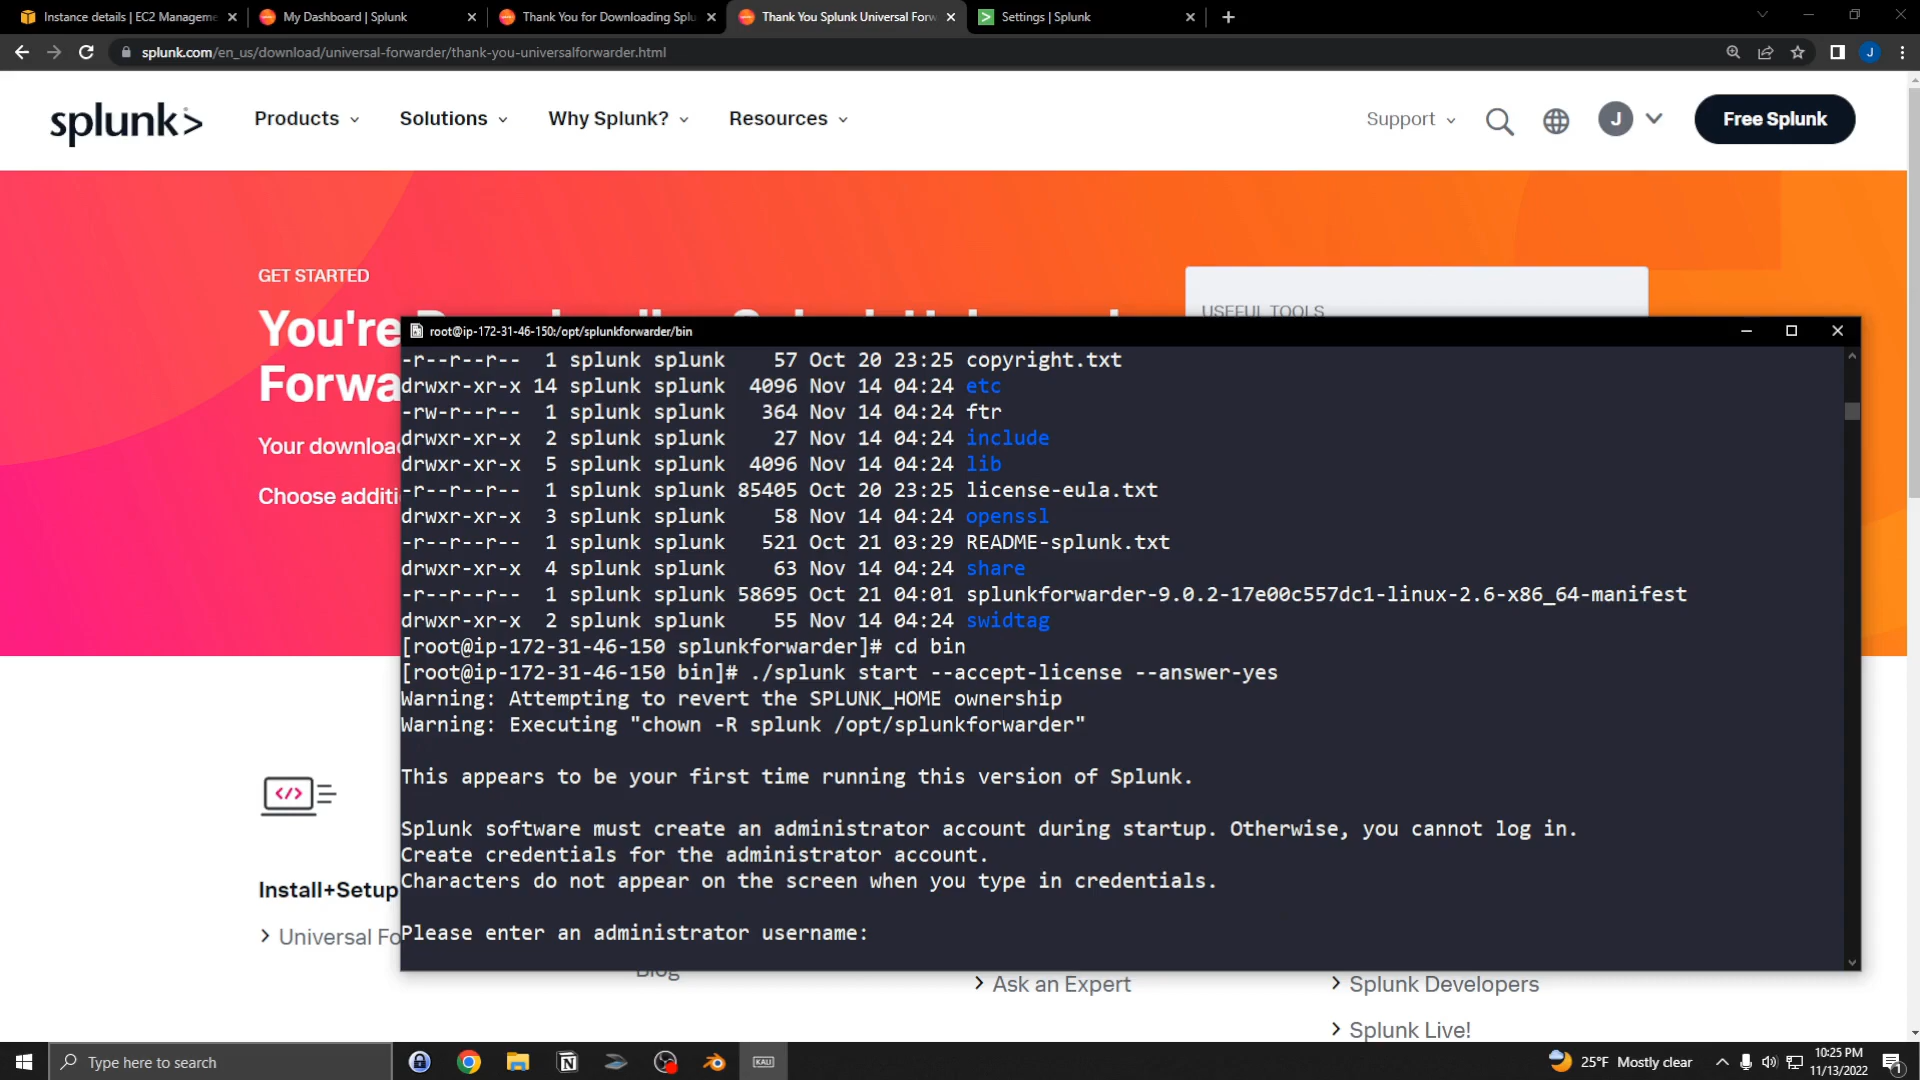 Instance details | EC2 Manageme
My Dashboard | Splunk
Thank You for Downloading Splu
Thank You Splunk Universal Forw
Settings | Splunk
splunk.com/en_us/download/universal-forwarder/thank-you-universalforwarder.html
J
splunk>
Products
Solutions
Why Splunk?
Resources
Support
J
Free Splunk
GET STARTED
You're
Forwa
Your downloa
Choose additi
USEFUL TOOLS
root@ip-172-31-46-150:/opt/splunkforwarder/bin
-r--r--r-- 1 splunk splunk 57 Oct 20 23:25 copyright.txt
drwxr-xr-x 14 splunk splunk 4096 Nov 14 04:24 etc
-rw-r--r-- 1 splunk splunk 364 Nov 14 04:24 ftr
drwxr-xr-x 2 splunk splunk 27 Nov 14 04:24 include
drwxr-xr-x 5 splunk splunk 4096 Nov 14 04:24 lib
-r--r--r-- 1 splunk splunk 85405 Oct 20 23:25 license-eula.txt
drwxr-xr-x 3 splunk splunk 58 Nov 14 04:24 openssl
-r--r--r-- 1 splunk splunk 521 Oct 21 03:29 README-splunk.txt
drwxr-xr-x 4 splunk splunk 63 Nov 14 04:24 share
-r--r--r-- 1 splunk splunk 58695 Oct 21 04:01 splunkforwarder-9.0.2-17e00c557dc1-linux-2.6-x86_64-manifest
drwxr-xr-x 2 splunk splunk 55 Nov 14 04:24 swidtag
[root@ip-172-31-46-150 splunkforwarder]# cd bin
[root@ip-172-31-46-150 bin]# ./splunk start --accept-license --answer-yes
Warning: Attempting to revert the SPLUNK_HOME ownership
Warning: Executing "chown -R splunk /opt/splunkforwarder"
This appears to be your first time running this version of Splunk.
Splunk software must create an administrator account during startup. Otherwise, you cannot log in.
Create credentials for the administrator account.
Characters do not appear on the screen when you type in credentials.
Please enter an administrator username:
Install+Setup
Universal Fo
Blog
Ask an Expert
Splunk Developers
Splunk Live!
Type here to search
KALI
25°F Mostly clear
10:25 PM
11/13/2022
1